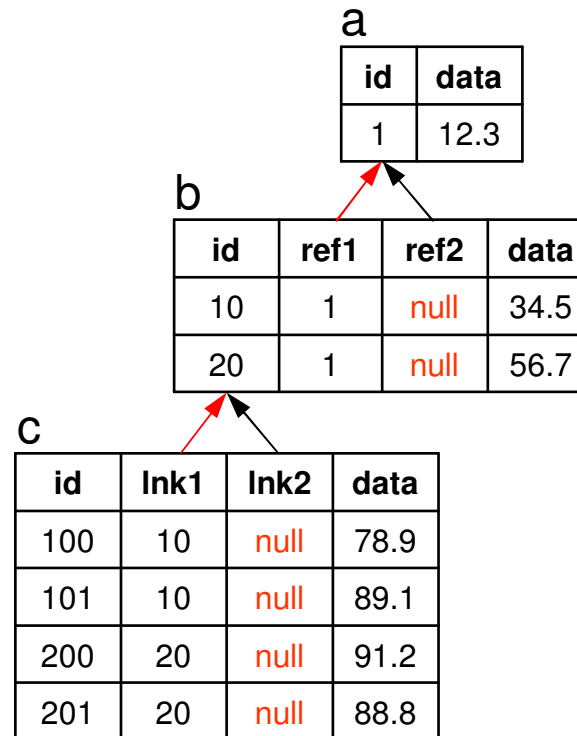 a
id data
1 12.3
b
id ref1 ref2 data
10 1 null 34.5
20 1 null 56.7
c
id lnk1 lnk2 data
100 10 null 78.9
101 10 null 89.1
200 20 null 91.2
201 20 null 88.8